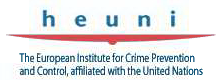 heuni
The European Institute for Crime Prevention
and Control, affiliated with the United Nations